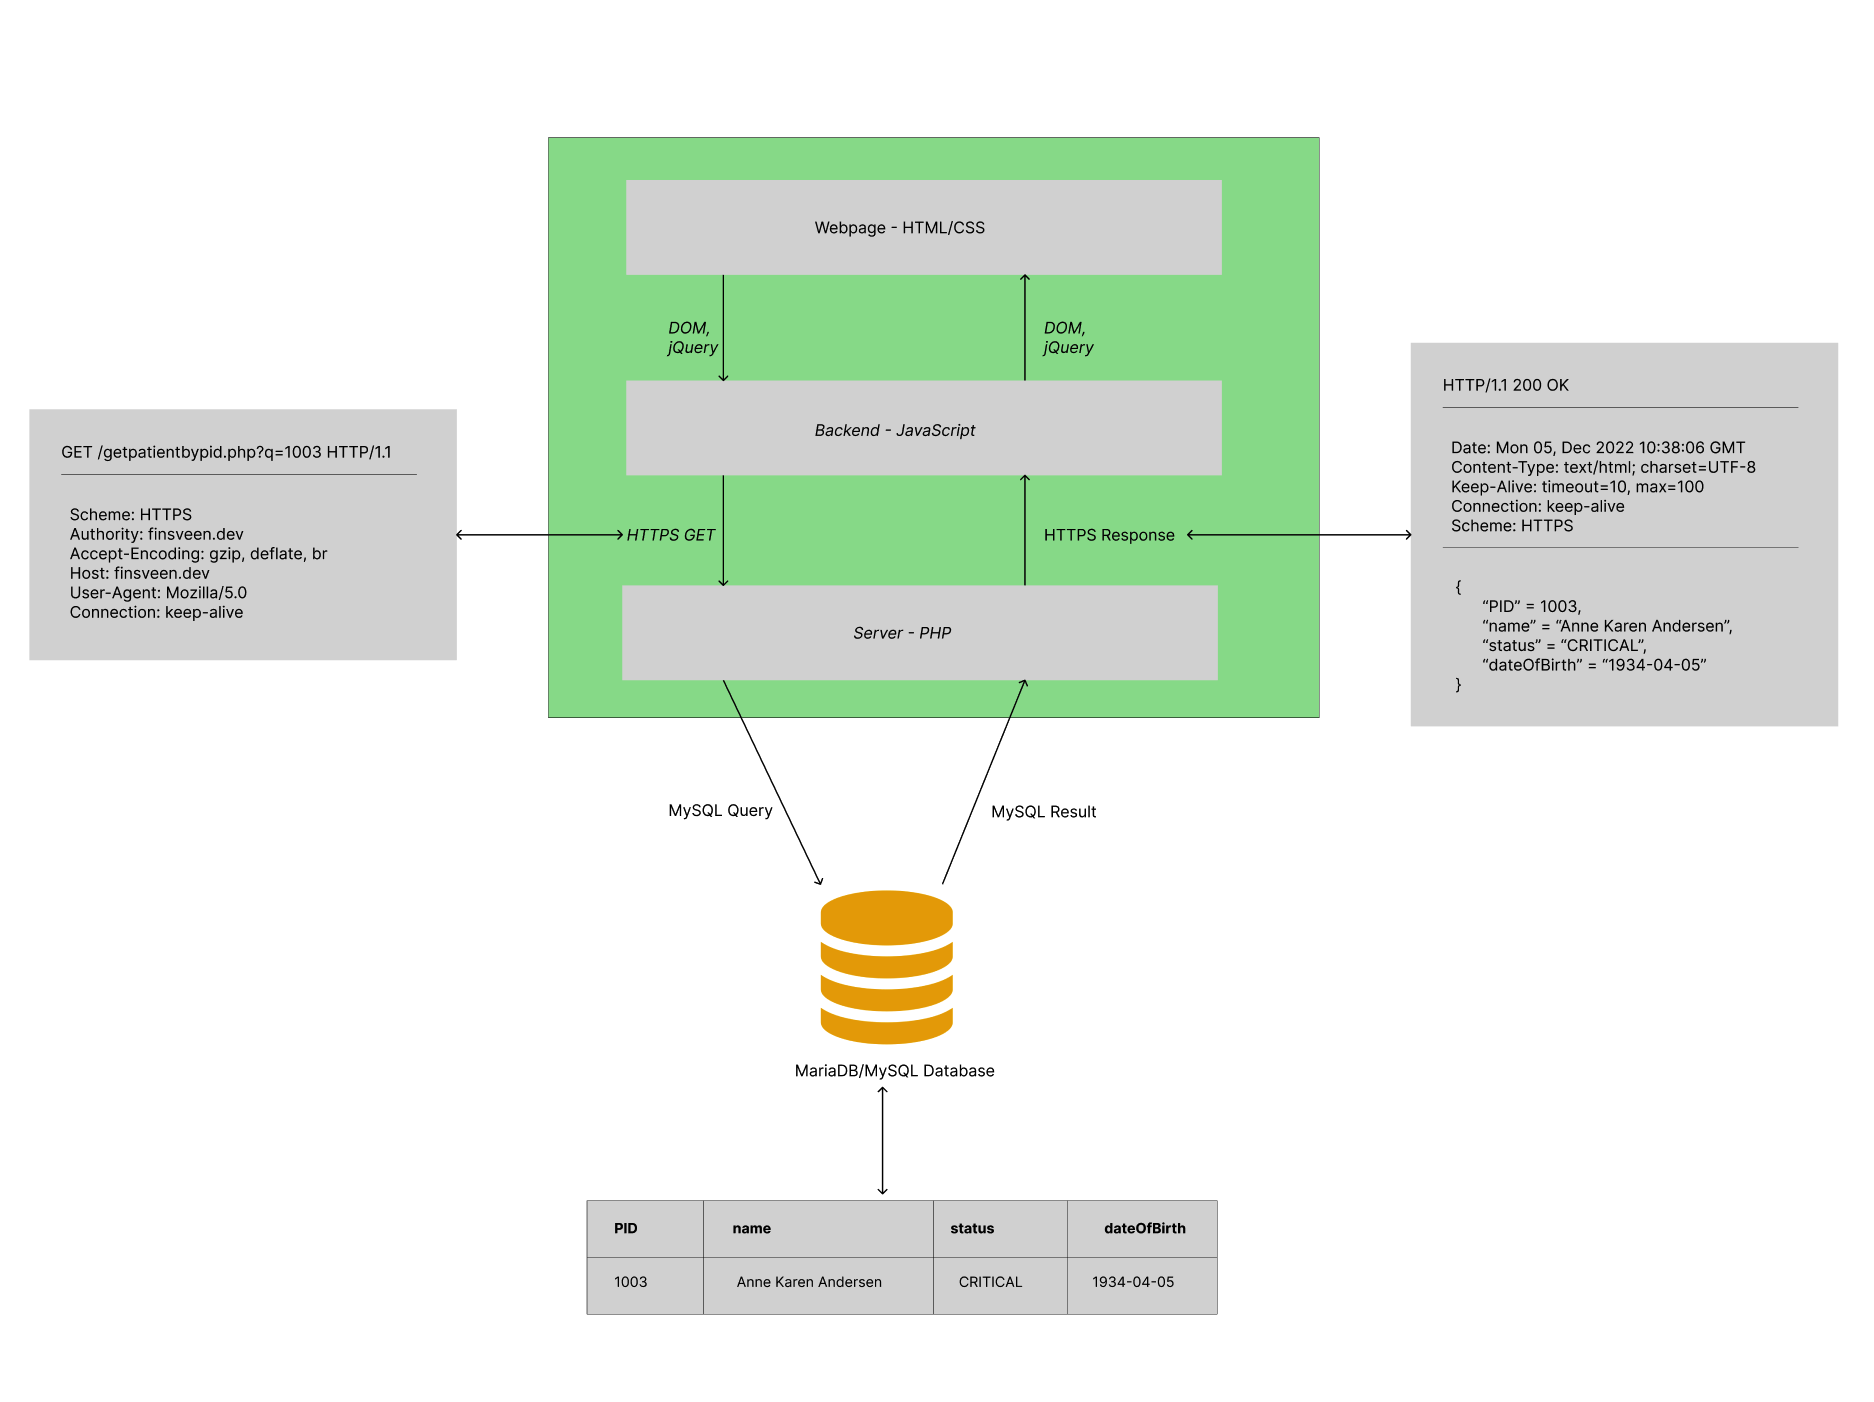 Webpage - HTML/CSS
DOM,
jQuery
DOM,
jQuery
Backend - JavaScript
GET /getpatientbypid.php?q=1003 HTTP/1.1
Scheme: HTTPS
Authority: finsveen.dev
Accept-Encoding: gzip, deflate, br
Host: finsveen.dev
User-Agent: Mozilla/5.0
Connection: keep-alive
HTTPS GET
HTTPS Response
HTTP/1.1 200 OK
Date: Mon 05, Dec 2022 10:38:06 GMT
Content-Type: text/html; charset=UTF-8
Keep-Alive: timeout=10, max=100
Connection: keep-alive
Scheme: HTTPS
{
“PID” = 1003,
“name” = “Anne Karen Andersen”,
“status” = “CRITICAL”,
“dateOfBirth” = “1934-04-05”
}
Server - PHP
MySQL Query
MySQL Result
MariaDB/MySQL Database
PID name status dateOfBirth
1003 Anne Karen Andersen CRITICAL 1934-04-05